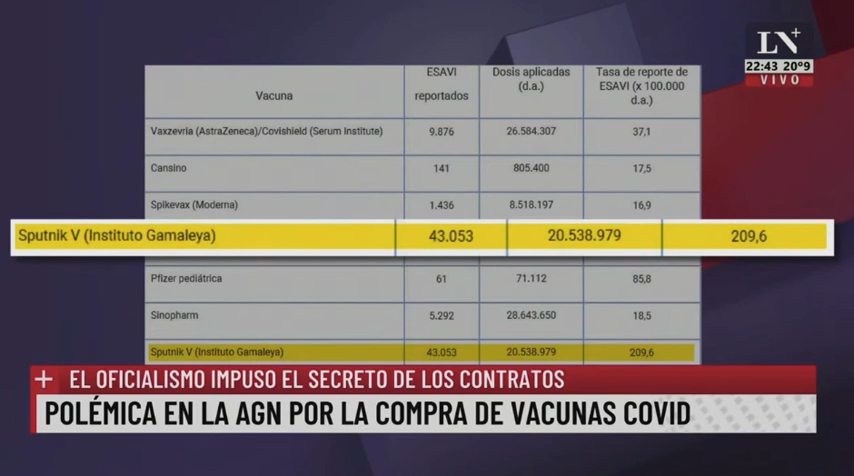 LN+
22:43 20º9
VIVO
Vacuna
ESAVI reportados
Dosis aplicadas (d.a.)
Tasa de reporte de ESAVI (x 100.000 d.a.)
Vaxzevria (AstraZeneca)/Covishield (Serum Institute) 9.876 26.584.307 37,1
Cansino 141 805.400 17,5
Spikevax (Moderna) 1.436 8.518.197 16,9
Sputnik V (Instituto Gamaleya) 43.053 20.538.979 209,6
Pfizer pediátrica 61 71.112 85,8
Sinopharm 5.292 28.643.650 18,5
Sputnik V (Instituto Gamaleya) 43.053 20.538.979 209,6
+ EL OFICIALISMO IMPUSO EL SECRETO DE LOS CONTRATOS
POLÉMICA EN LA AGN POR LA COMPRA DE VACUNAS COVID